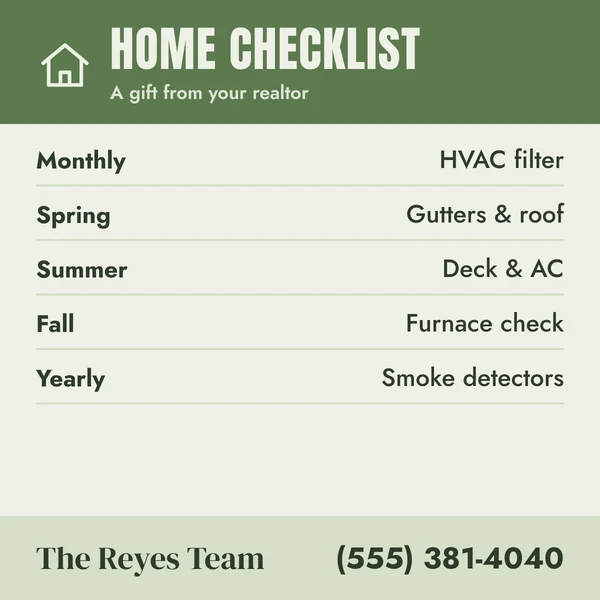 HOME CHECKLIST
A gift from your realtor
Monthly HVAC filter
Spring Gutters & roof
Summer Deck & AC
Fall Furnace check
Yearly Smoke detectors
The Reyes Team (555) 381-4040